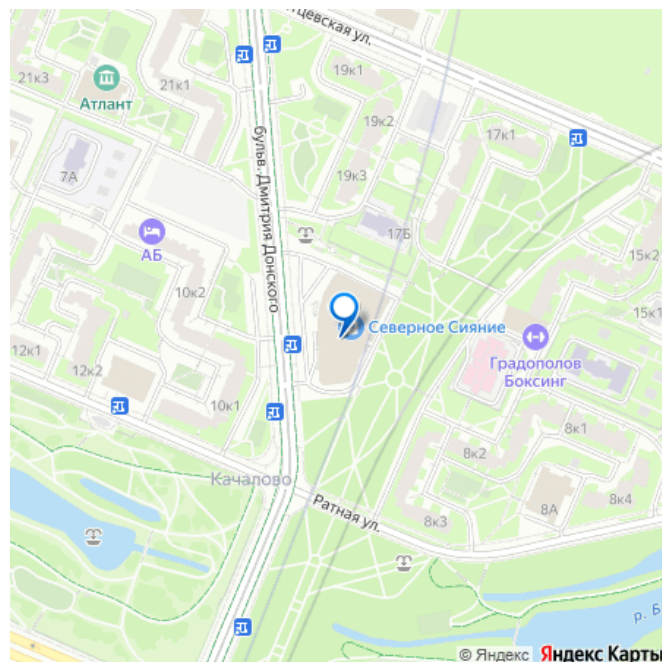 цевская ул.
21к3
Атлант
21к1
19к1
19к2
17к1
19к3
7А
бульв. Дмитрия Донского
АБ
17Б
15к2
10к2
Северное Сияние
15к1
12к1
12к2
Градополов
Боксинг
10к1
8к1
8к2
Качалово
Ратная ул.
8к3
8А
8к4
р. Б
© Яндекс Яндекс Карты